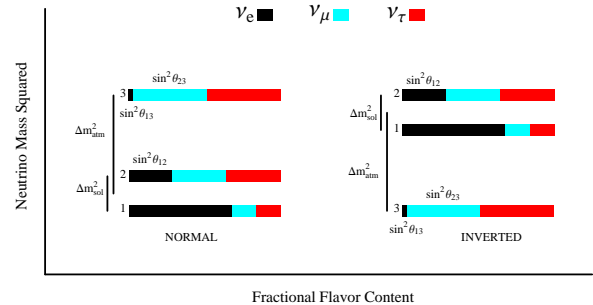 νe νμ ντ
Neutrino Mass Squared
sin²θ23
3
sin²θ13
Δm²atm
sin²θ12
2
Δm²sol
1
NORMAL
sin²θ12
2
Δm²sol
1
Δm²atm
sin²θ23
3
sin²θ13
INVERTED
Fractional Flavor Content